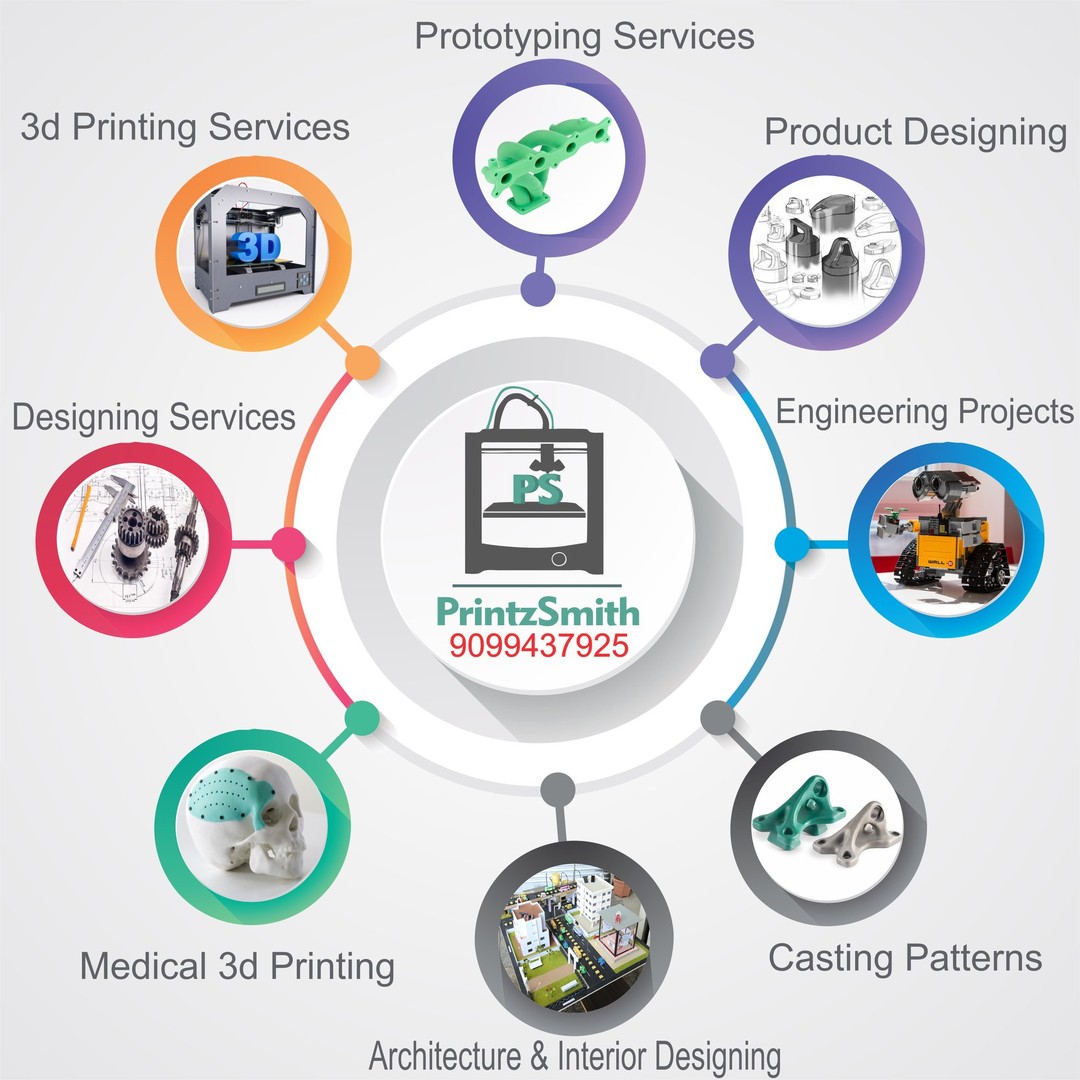 Prototyping Services
3d Printing Services
Product Designing
3D
Designing Services
Engineering Projects
PS
WALL•E
PrintzSmith
9099437925
Medical 3d Printing
Casting Patterns
Architecture & Interior Designing